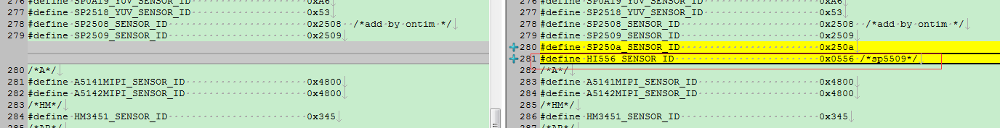 276 #define SP0A19_YUV_SENSOR_ID 0xA6
277 #define SP2518_YUV_SENSOR_ID 0x53
278 #define SP2508_SENSOR_ID 0x2508 /*add by ontim */
279 #define SP2509_SENSOR_ID 0x2509
280 /*A*/
281 #define A5141MIPI_SENSOR_ID 0x4800
282 #define A5142MIPI_SENSOR_ID 0x4800
283 /*HM*/
284 #define HM3451_SENSOR_ID 0x345
285 /*AR*/
276 #define SP0A19_YUV_SENSOR_ID 0xA6
277 #define SP2518_YUV_SENSOR_ID 0x53
278 #define SP2508_SENSOR_ID 0x2508 /*add by ontim */
279 #define SP2509_SENSOR_ID 0x2509
280 #define SP250a_SENSOR_ID 0x250a
281 #define HI556_SENSOR_ID 0x0556 /*sp5509*/
282 /*A*/
283 #define A5141MIPI_SENSOR_ID 0x4800
284 #define A5142MIPI_SENSOR_ID 0x4800
285 /*HM*/
286 #define HM3451_SENSOR_ID 0x345
287 /*AR*/